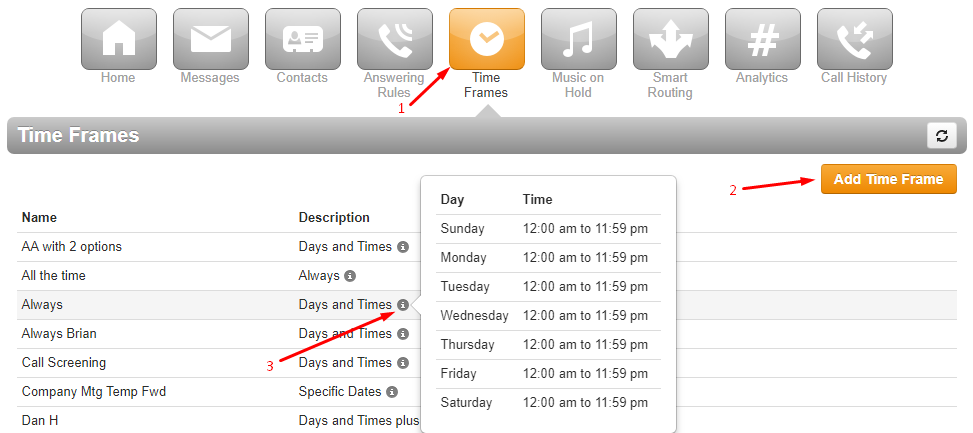 Home
Messages
Contacts
Answering
Rules
Time
Frames
Music on
Hold
Smart
Routing
#
Analytics
Call History
1
Time Frames
2
Add Time Frame
Name Description
Day Time
AA with 2 options Days and Times i
Sunday 12:00 am to 11:59 pm
All the time Always i
Monday 12:00 am to 11:59 pm
Always Days and Times i
Tuesday 12:00 am to 11:59 pm
Always Brian Days and Times i
Wednesday 12:00 am to 11:59 pm
3
Call Screening Days and Times i
Thursday 12:00 am to 11:59 pm
Company Mtg Temp Fwd Specific Dates i
Friday 12:00 am to 11:59 pm
Dan H Days and Times plus
Saturday 12:00 am to 11:59 pm